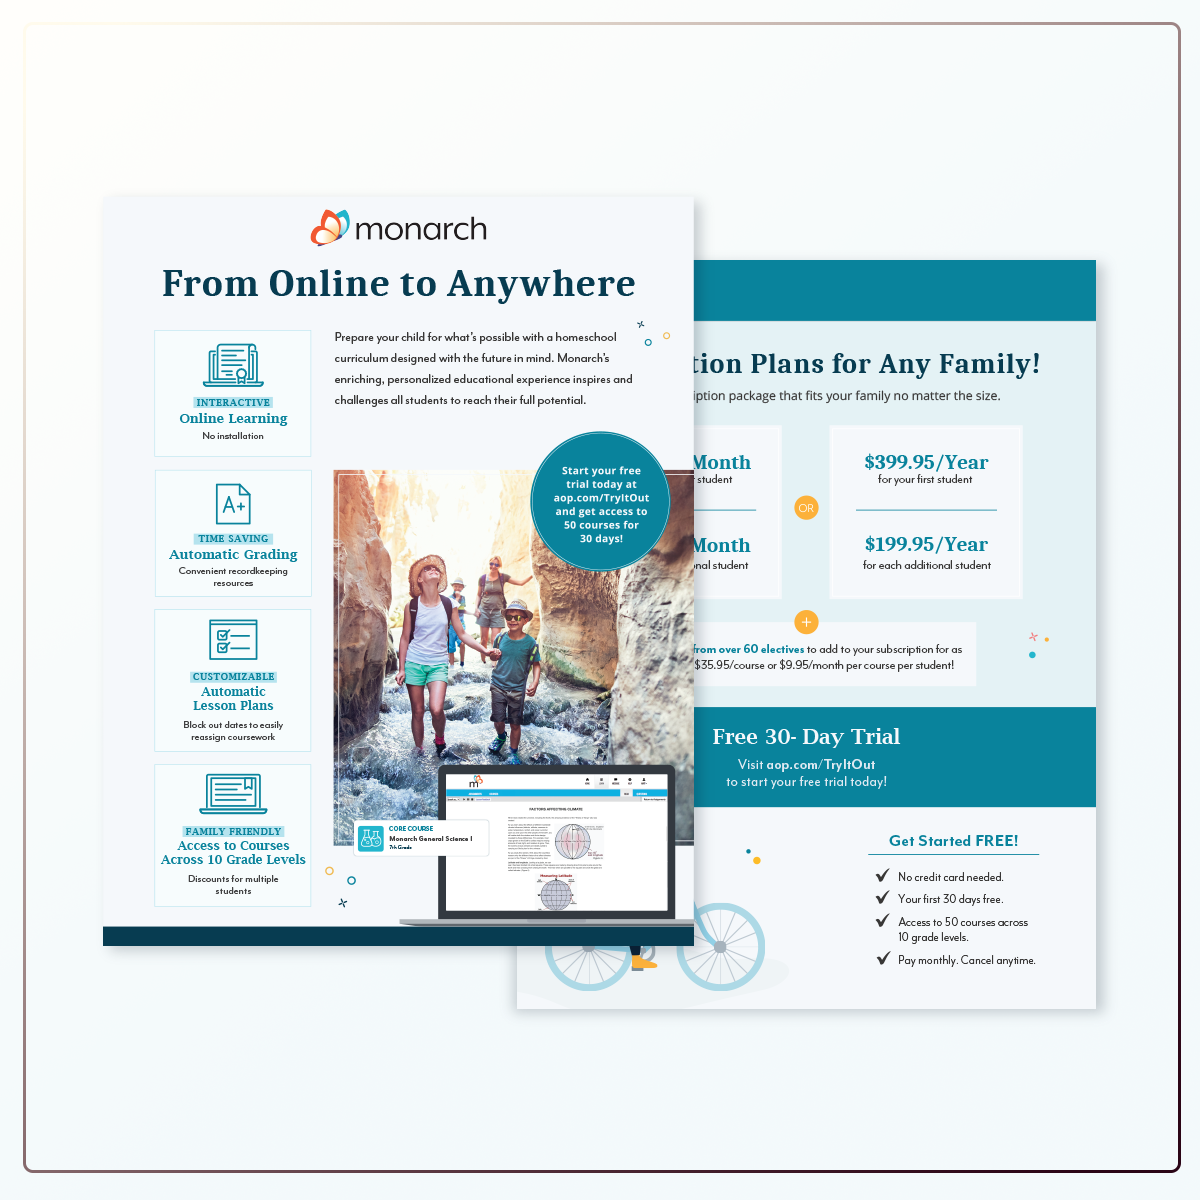 monarch
From Online to Anywhere
INTERACTIVE
Online Learning
No installation
TIME SAVING
Automatic Grading
Convenient recordkeeping
resources
CUSTOMIZABLE
Automatic
Lesson Plans
Block out dates to easily
reassign coursework
FAMILY FRIENDLY
Access to Courses
Across 10 Grade Levels
Discounts for multiple
students
Prepare your child for what's possible with a homeschool
curriculum designed with the future in mind. Monarch's
enriching, personalized educational experience inspires and
challenges all students to reach their full potential.
Start your free
trial today at
aop.com/TryItOut
and get access to
50 courses for
30 days!
A+
CORE COURSE
Monarch General Science I
7th Grade
m
FACTORS AFFECTING CLIMATE
Measuring Latitude
tion Plans for Any Family!
iption package that fits your family no matter the size.
Month
student
Month
onal student
OR
$399.95/Year
for your first student
$199.95/Year
for each additional student
+
from over 60 electives to add to your subscription for as
$35.95/course or $9.95/month per course per student!
Free 30- Day Trial
Visit aop.com/TryItOut
to start your free trial today!
Get Started FREE!
No credit card needed.
Your first 30 days free.
Access to 50 courses across
10 grade levels.
Pay monthly. Cancel anytime.